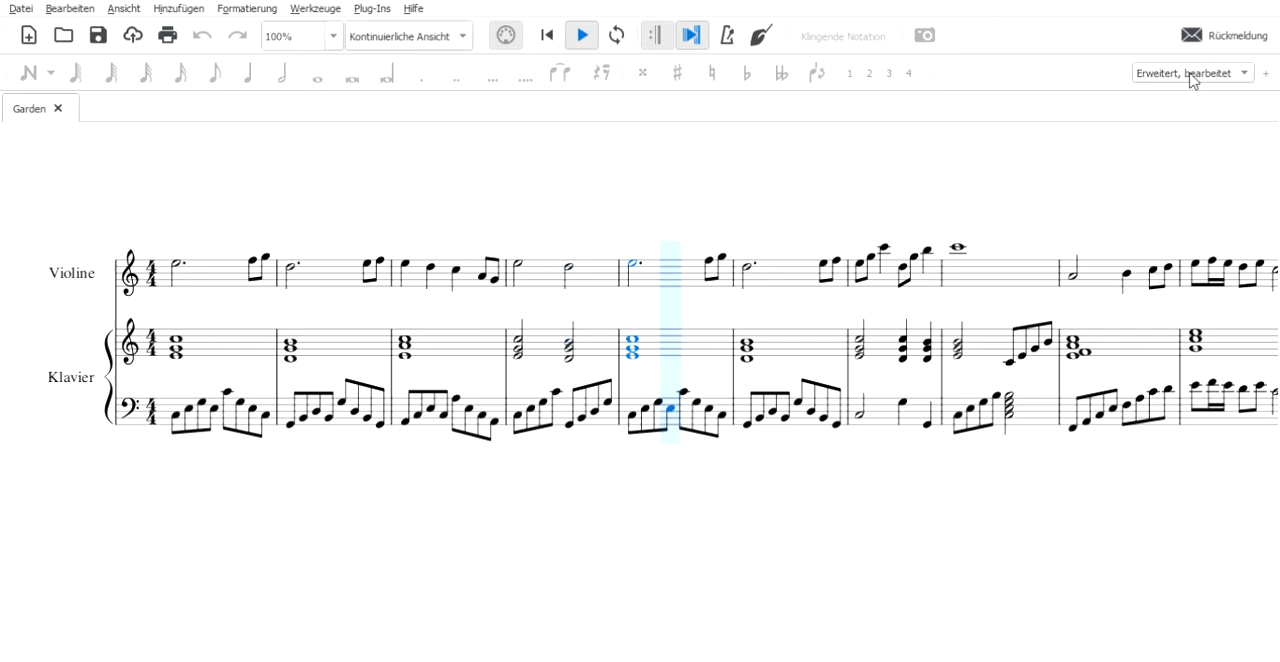 Datei Bearbeiten Ansicht Hinzufügen Formatierung Werkzeuge Plug-Ins Hilfe
100% Kontinuierliche Ansicht Klingende Notation Rückmeldung
1 2 3 4 Erweitert, bearbeitet +
Garden
Violine
Klavier